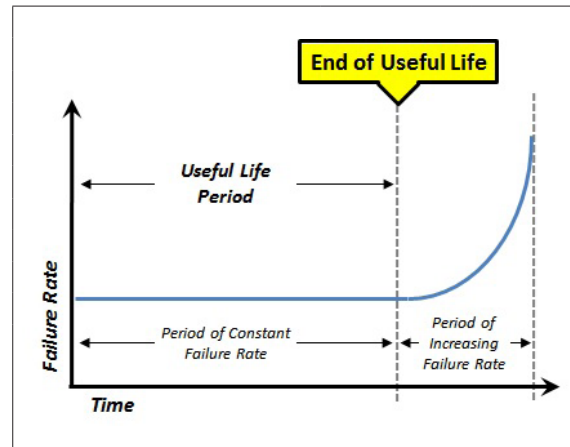 End of Useful Life
Useful Life
Period
Failure Rate
Period of Constant
Failure Rate
Period of
Increasing
Failure Rate
Time